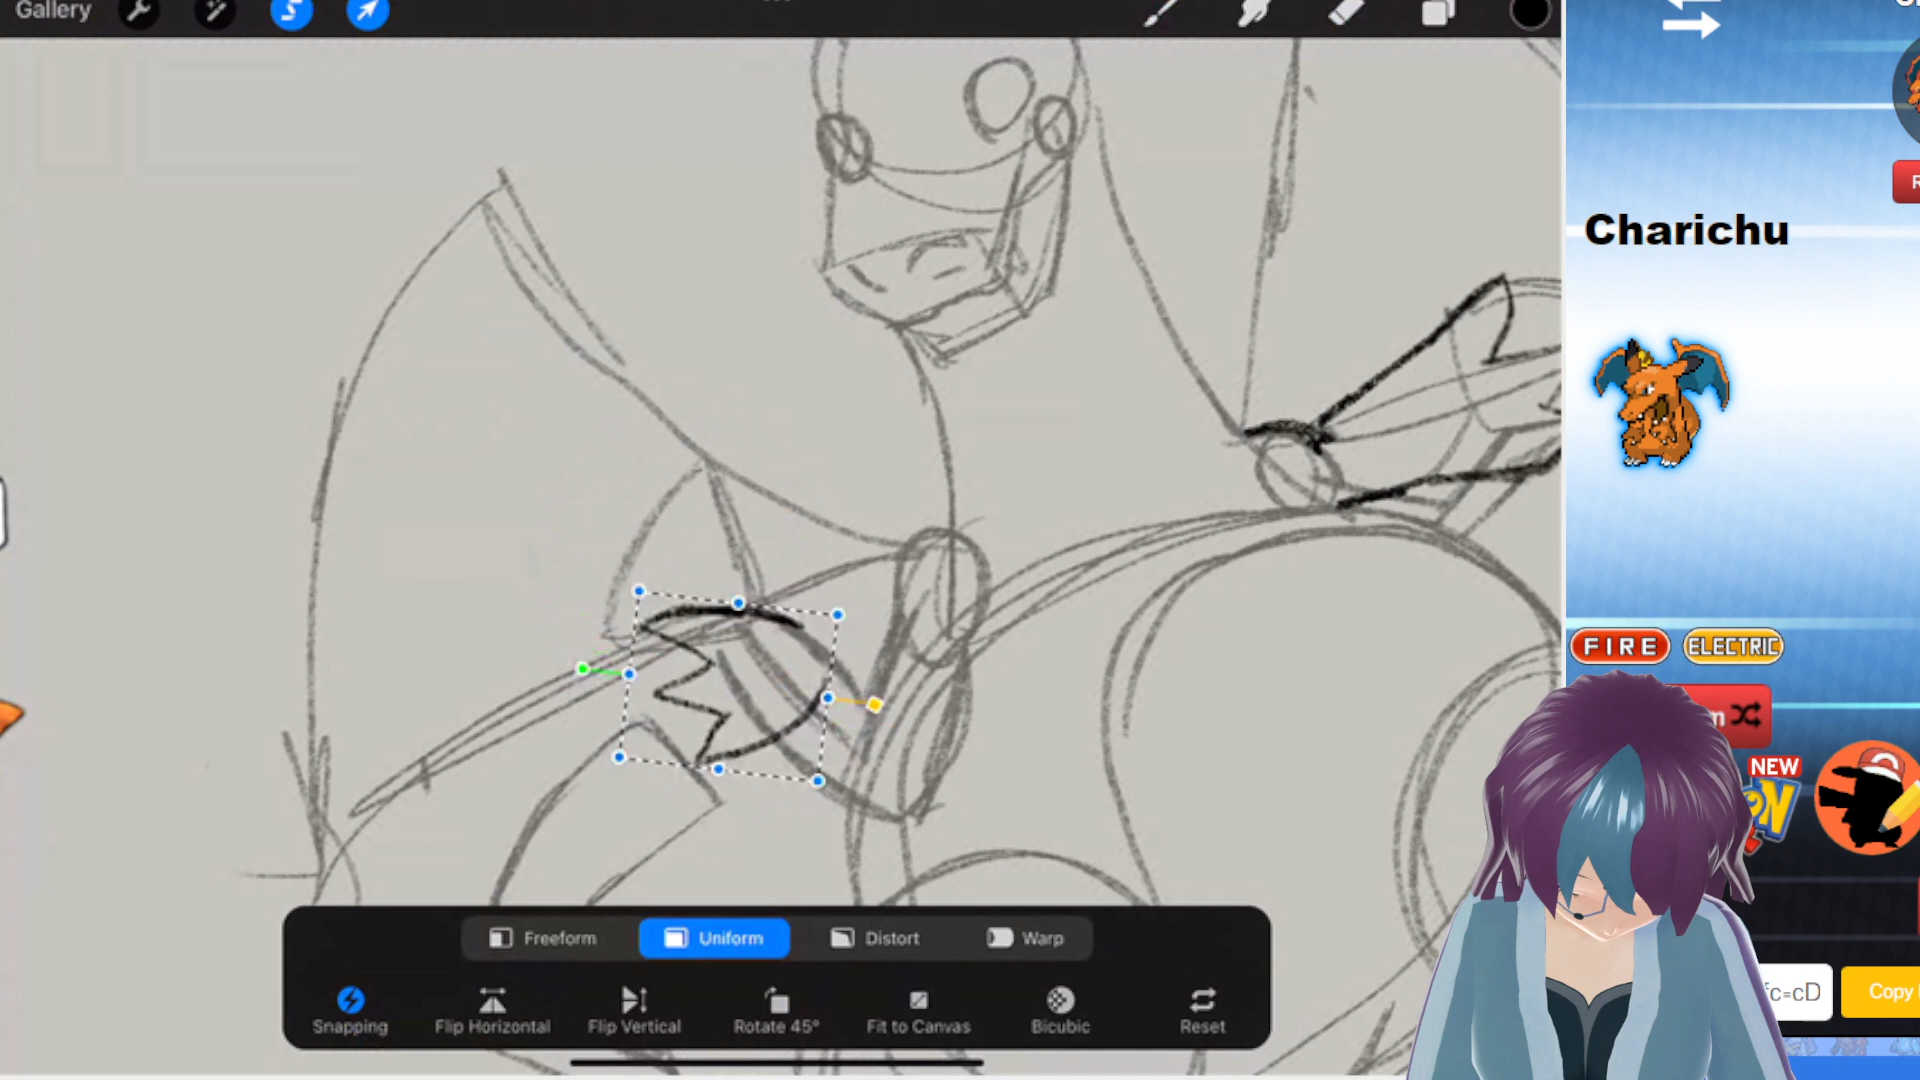 Gallery
Charichu
FIRE
ELECTRIC
NEW
c=cD
Copy
Freeform
Uniform
Distort
Warp
Snapping
Flip Horizontal
Flip Vertical
Rotate 45°
Fit to Canvas
Bicubic
Reset